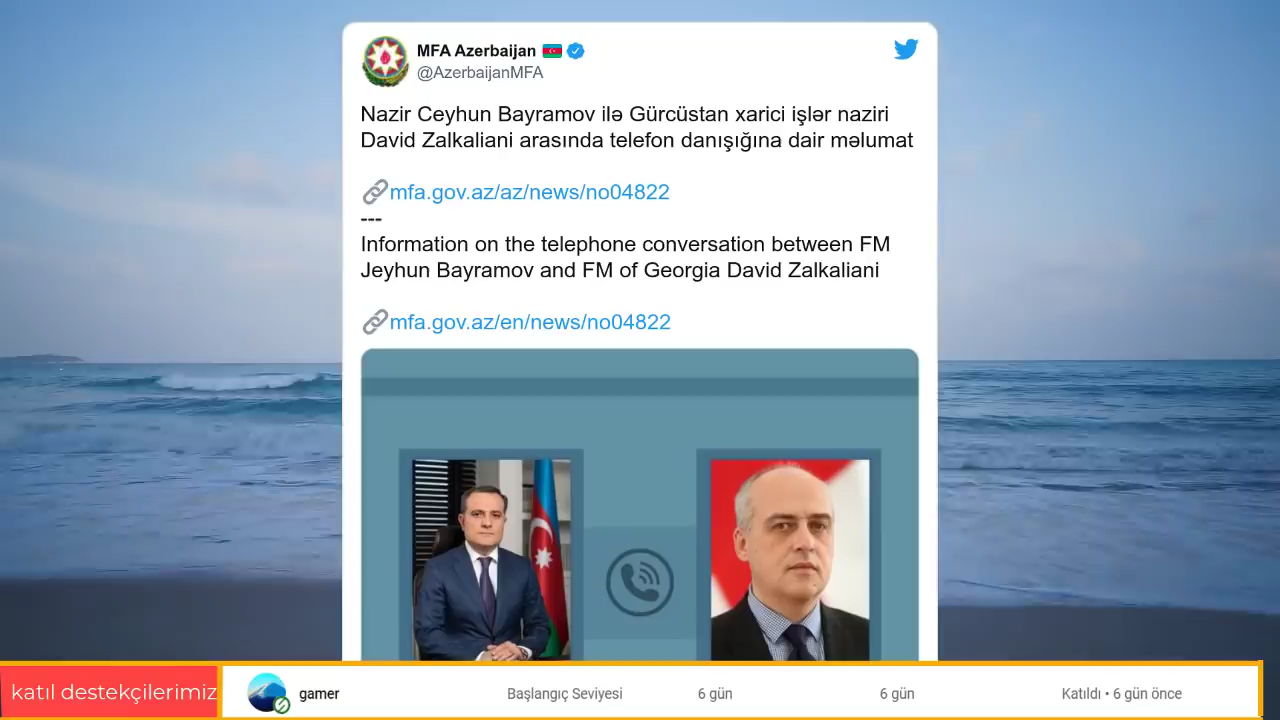 MFA Azerbaijan
@AzerbaijanMFA
Nazir Ceyhun Bayramov ilə Gürcüstan xarici işlər naziri
David Zalkaliani arasında telefon danışığına dair məlumat
mfa.gov.az/az/news/no04822
---
Information on the telephone conversation between FM
Jeyhun Bayramov and FM of Georgia David Zalkaliani
mfa.gov.az/en/news/no04822
katıl destekçilerimiz
gamer Başlangıç Seviyesi 6 gün 6 gün Katıldı • 6 gün önce